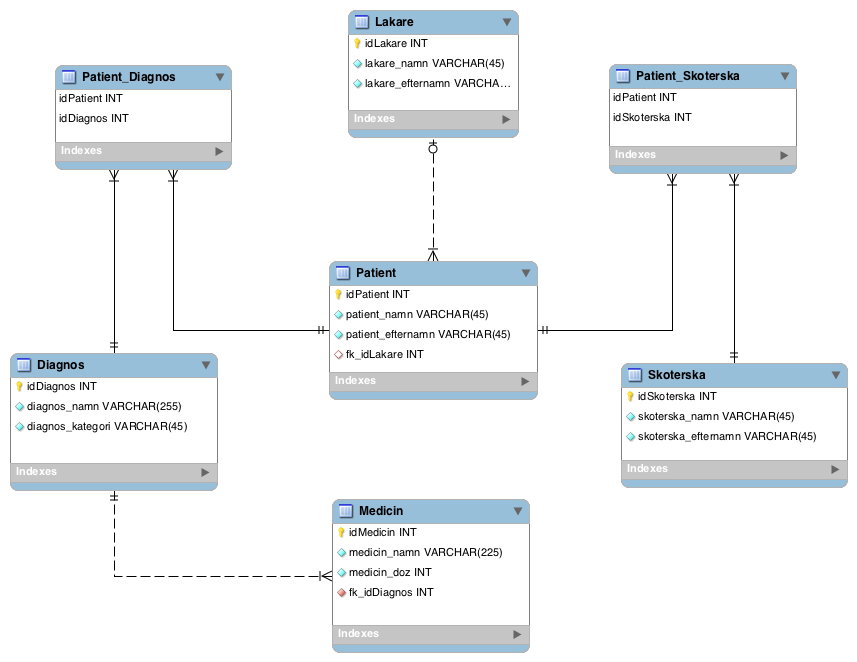 Lakare
idLakare INT
lakare_namn VARCHAR(45)
lakare_efternamn VARCHA...
Indexes
Patient_Diagnos
idPatient INT
idDiagnos INT
Indexes
Patient_Skoterska
idPatient INT
idSkoterska INT
Indexes
Patient
idPatient INT
patient_namn VARCHAR(45)
patient_efternamn VARCHAR(45)
fk_idLakare INT
Indexes
Diagnos
idDiagnos INT
diagnos_namn VARCHAR(255)
diagnos_kategori VARCHAR(45)
Indexes
Skoterska
idSkoterska INT
skoterska_namn VARCHAR(45)
skoterska_efternamn VARCHAR(45)
Indexes
Medicin
idMedicin INT
medicin_namn VARCHAR(225)
medicin_doz INT
fk_idDiagnos INT
Indexes